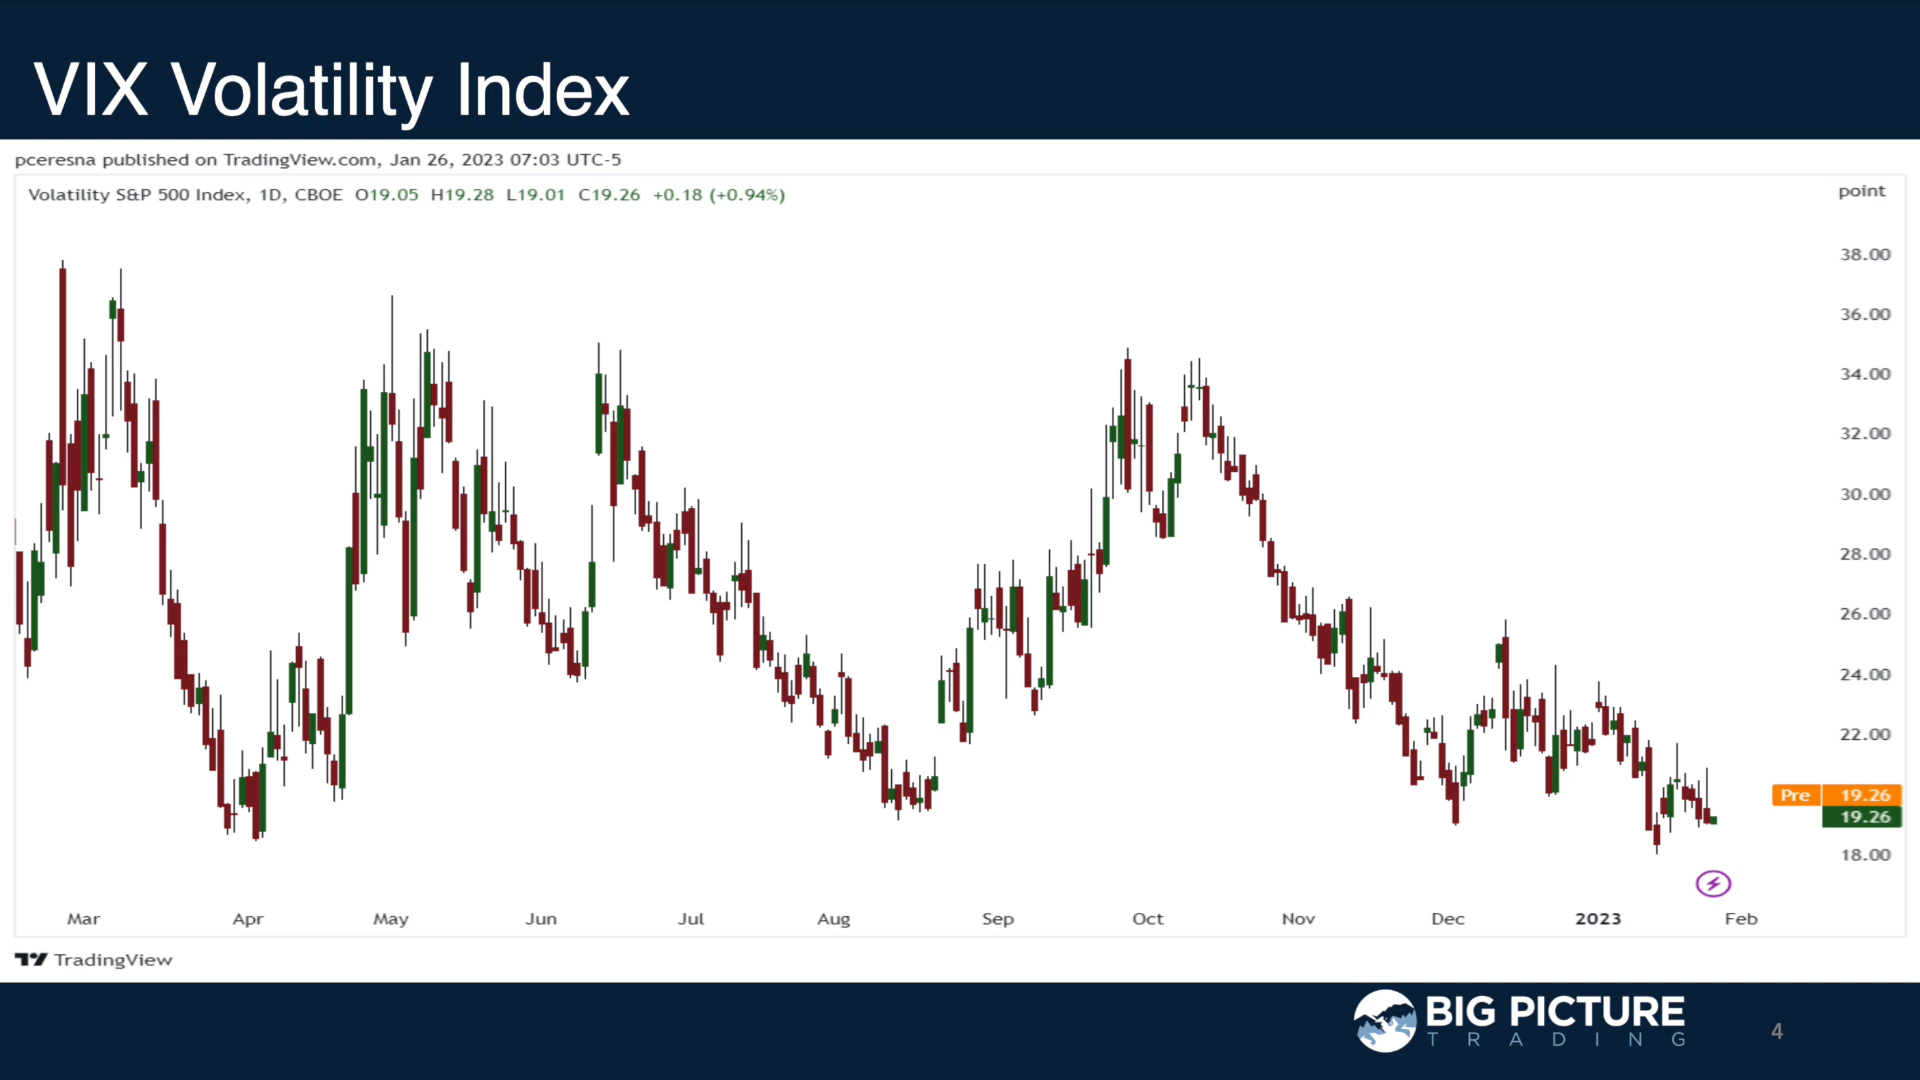 VIX Volatility Index
pceresna published on TradingView.com, Jan 26, 2023 07:03 UTC-5
Volatility S&P 500 Index, 1D, CBOE O19.05 H19.28 L19.01 C19.26 +0.18 (+0.94%)
point
38.00
36.00
34.00
32.00
30.00
28.00
26.00
24.00
22.00
Pre 19.26
19.26
18.00
Mar Apr May Jun Jul Aug Sep Oct Nov Dec 2023 Feb
TradingView
BIG PICTURE
TRADING
4